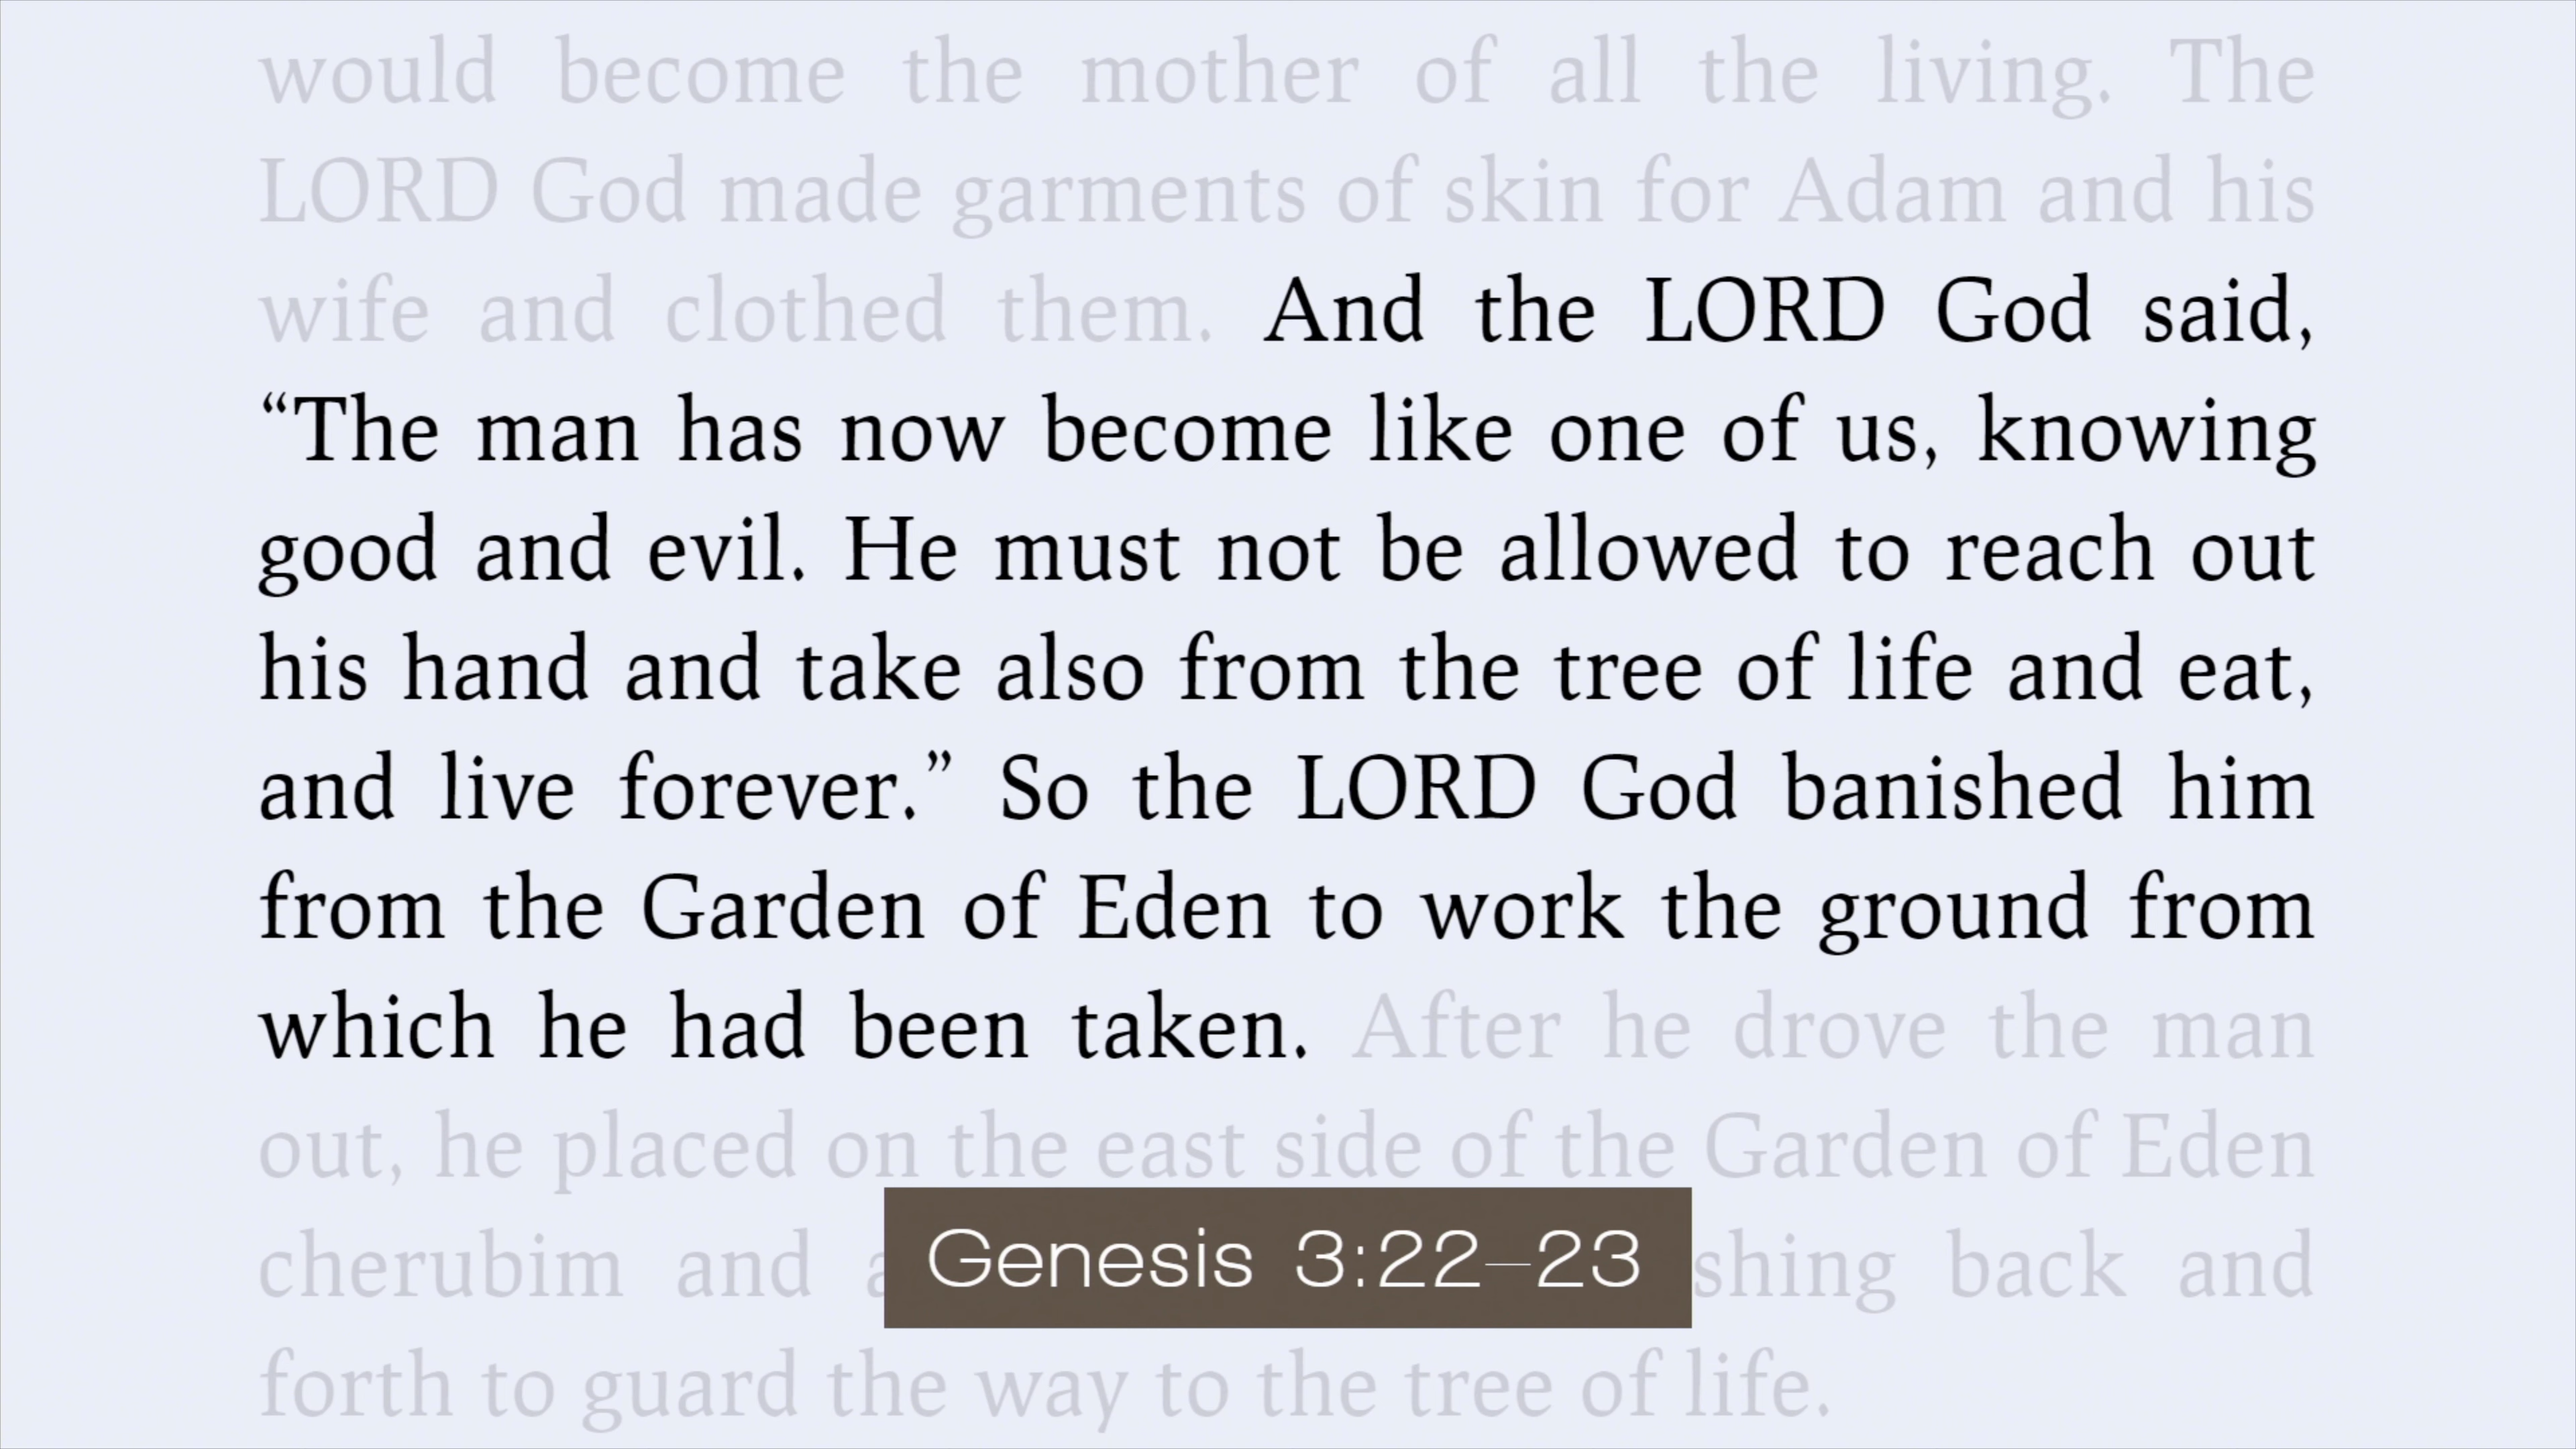 would become the mother of all the living. The
LORD God made garments of skin for Adam and his
wife and clothed them. And the LORD God said,
“The man has now become like one of us, knowing
good and evil. He must not be allowed to reach out
his hand and take also from the tree of life and eat,
and live forever.” So the LORD God banished him
from the Garden of Eden to work the ground from
which he had been taken. After he drove the man
out, he placed on the east side of the Garden of Eden
cherubim and shing back and
Genesis 3:22–23
forth to guard the way to the tree of life.